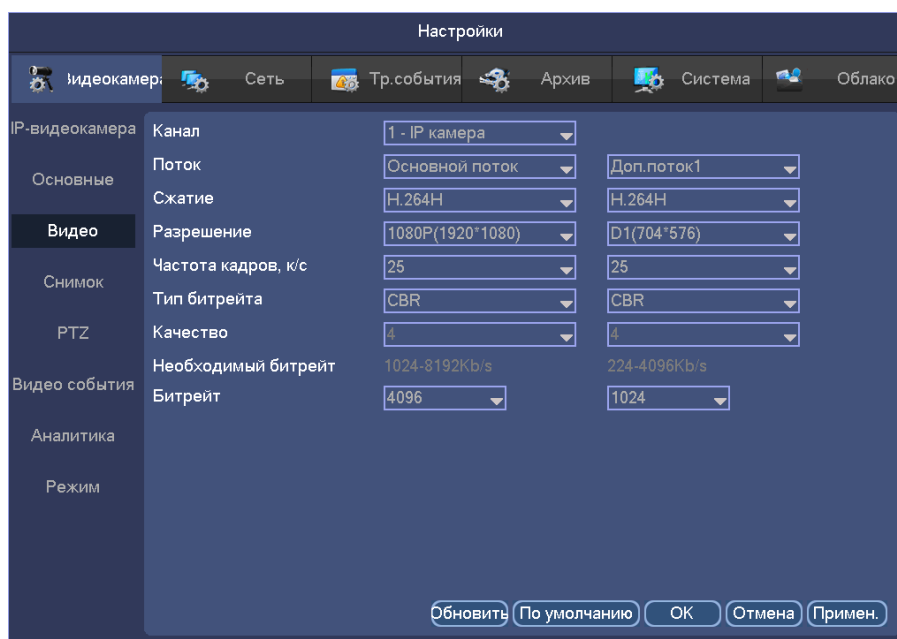 Настройки
Видеокамера Сеть Тр.события Архив Система Облако
IP-видеокамера
Основные
Видео
Снимок
PTZ
Видео события
Аналитика
Режим
Канал 1 - IP камера
Поток Основной поток Доп.поток1
Сжатие H.264H H.264H
Разрешение 1080P(1920*1080) D1(704*576)
Частота кадров, к/с 25 25
Тип битрейта CBR CBR
Качество 4 4
Необходимый битрейт 1024-8192Kb/s 224-4096Kb/s
Битрейт 4096 1024
Обновить По умолчанию OK Отмена Примен.